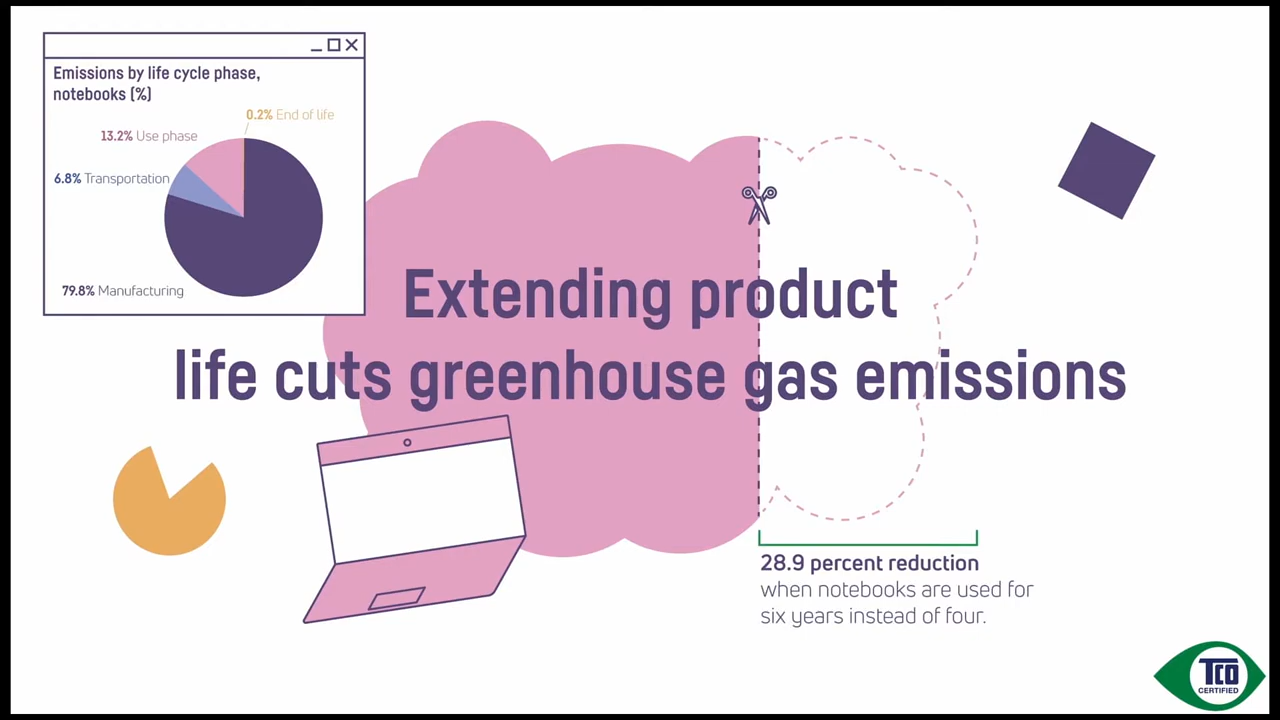 Emissions by life cycle phase,
notebooks (%)
0.2% End of life
13.2% Use phase
6.8% Transportation
79.8% Manufacturing
Extending product
life cuts greenhouse gas emissions
28.9 percent reduction
when notebooks are used for
six years instead of four.
TCO
CERTIFIED